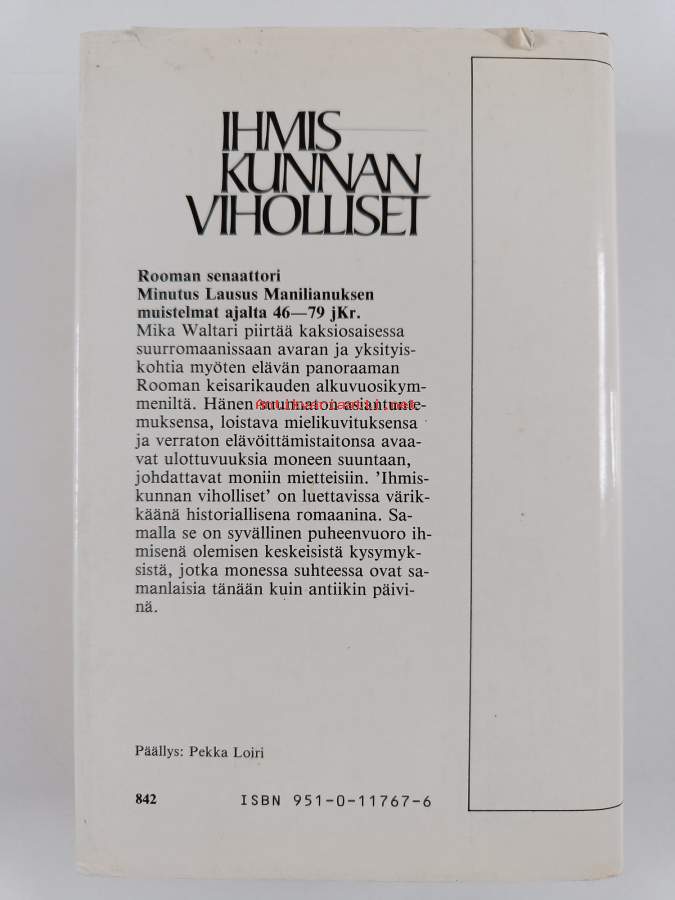 IHMIS
KUNNAN
VIHOLLISET
Rooman senaattori
Minutus Lausus Manilianuksen
muistelmat ajalta 46—79 jKr.
Mika Waltari piirtää kaksiosaisessa
suurromaanissaan avaran ja yksityis-
kohtia myöten elävän panoraaman
Rooman keisarikauden alkuvuosikym-
meniltä. Hänen suunnaton asiantunte-
muksensa, loistava mielikuvituksensa
ja verraton elävöittämistaitonsa avaa-
vat ulottuvuuksia moneen suuntaan,
johdattavat moniin mietteisiin. 'Ihmis-
kunnan viholliset' on luettavissa värik-
käänä historiallisena romaanina. Sa-
malla se on syvällinen puheenvuoro ih-
misenä olemisen keskeisistä kysymyk-
sistä, jotka monessa suhteessa ovat sa-
manlaisia tänään kuin antiikin päivi-
nä.
Päällys: Pekka Loiri
842 ISBN 951-0-11767-6